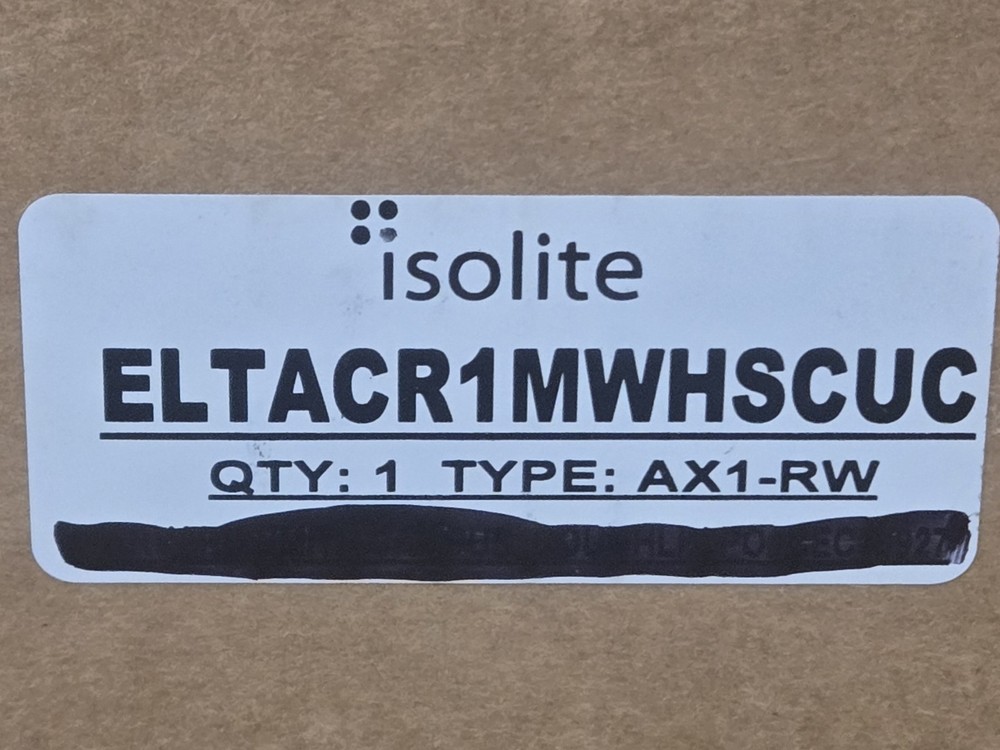 isolite
ELTACR1MWHSCUC
QTY: 1 TYPE: AX1-RW